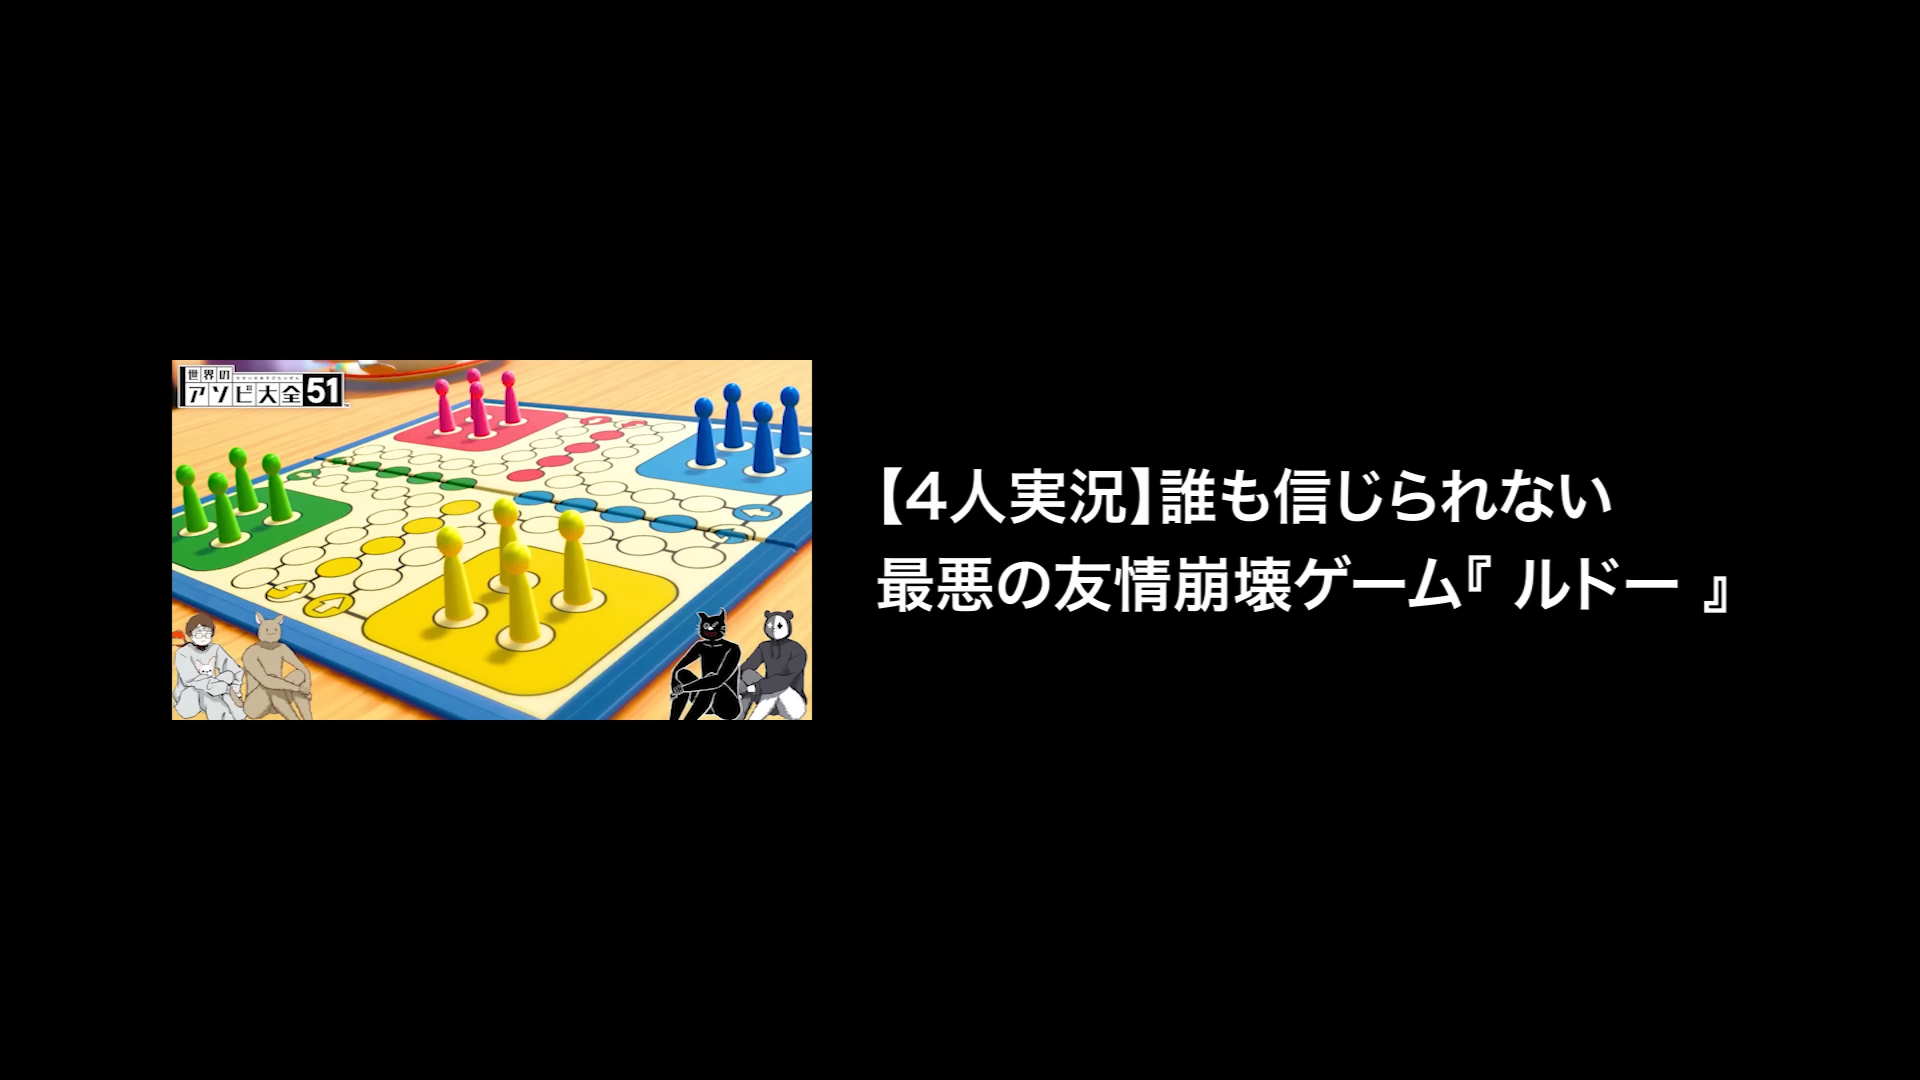 世界の
アソビ大全51
【4人実況】誰も信じられない
最悪の友情崩壊ゲーム『 ルドー 』